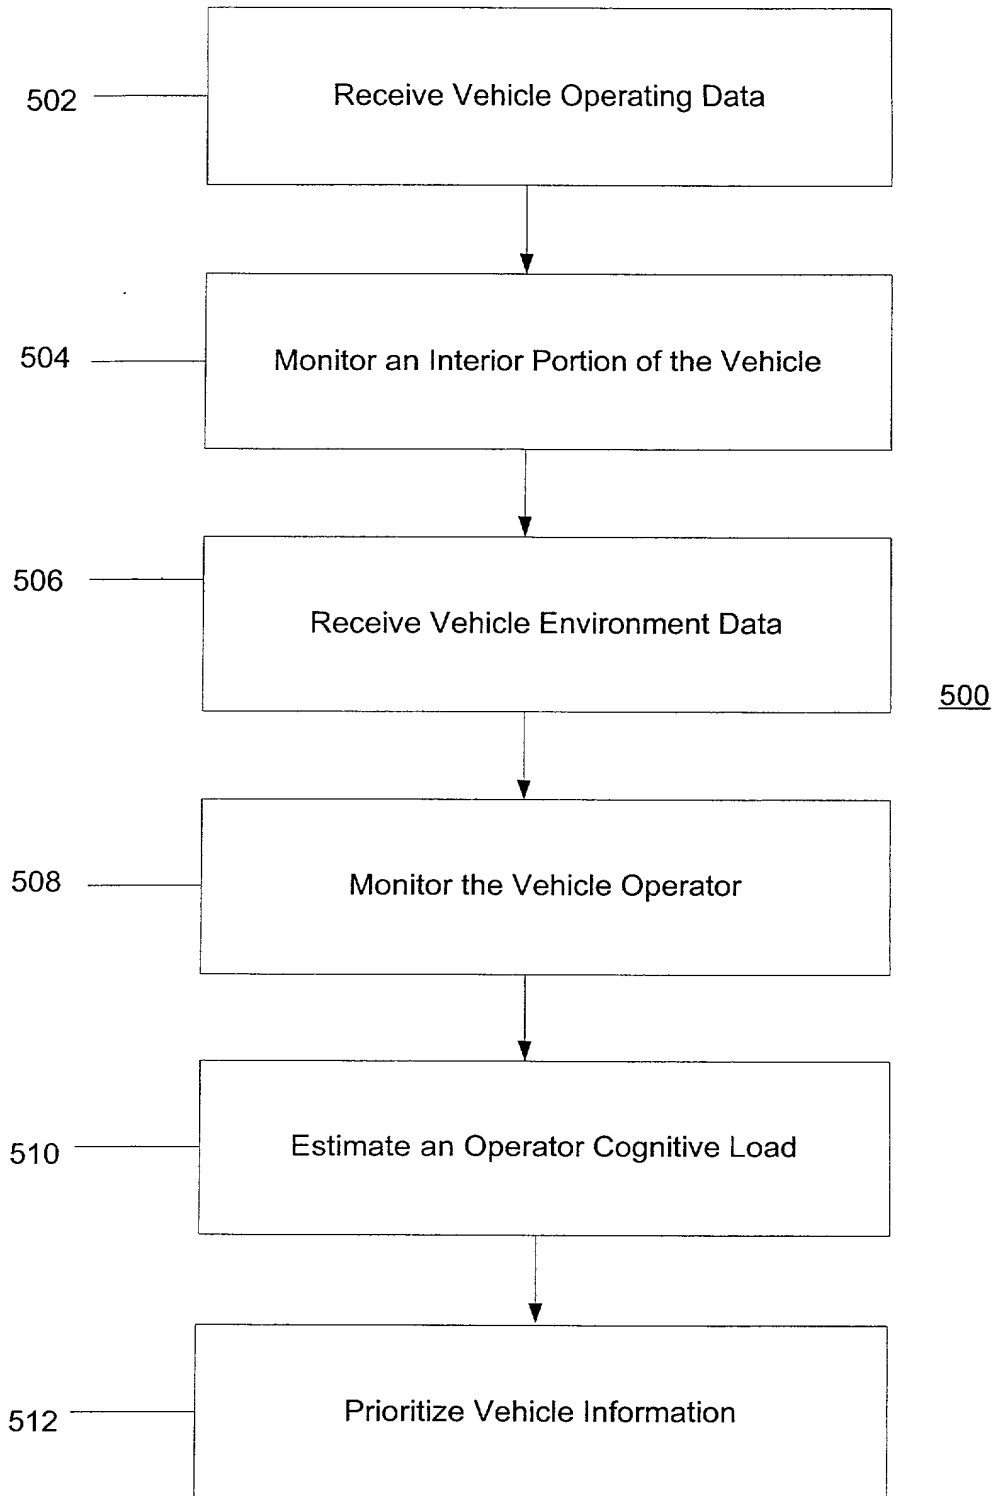 502
Receive Vehicle Operating Data
504
Monitor an Interior Portion of the Vehicle
506
Receive Vehicle Environment Data
500
508
Monitor the Vehicle Operator
510
Estimate an Operator Cognitive Load
512
Prioritize Vehicle Information